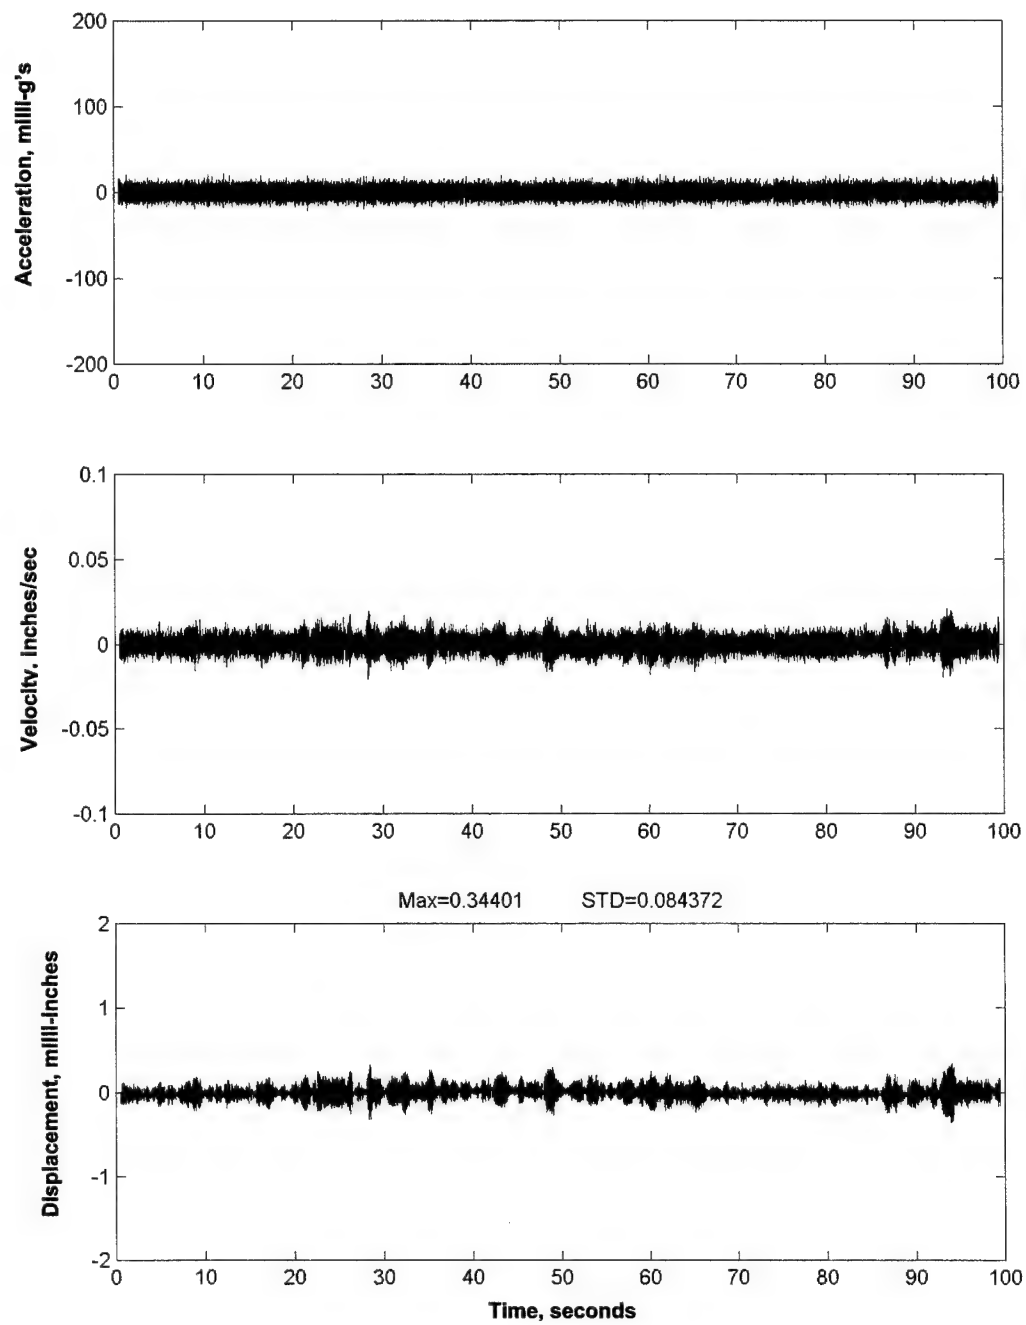 Acceleration, milli-g's
200
100
0
-100
-200
0 10 20 30 40 50 60 70 80 90 100
Velocity, inches/sec
0.1
0.05
0
-0.05
-0.1
0 10 20 30 40 50 60 70 80 90 100
Max=0.34401 STD=0.084372
Displacement, milli-inches
2
1
0
-1
-2
0 10 20 30 40 50 60 70 80 90 100
Time, seconds